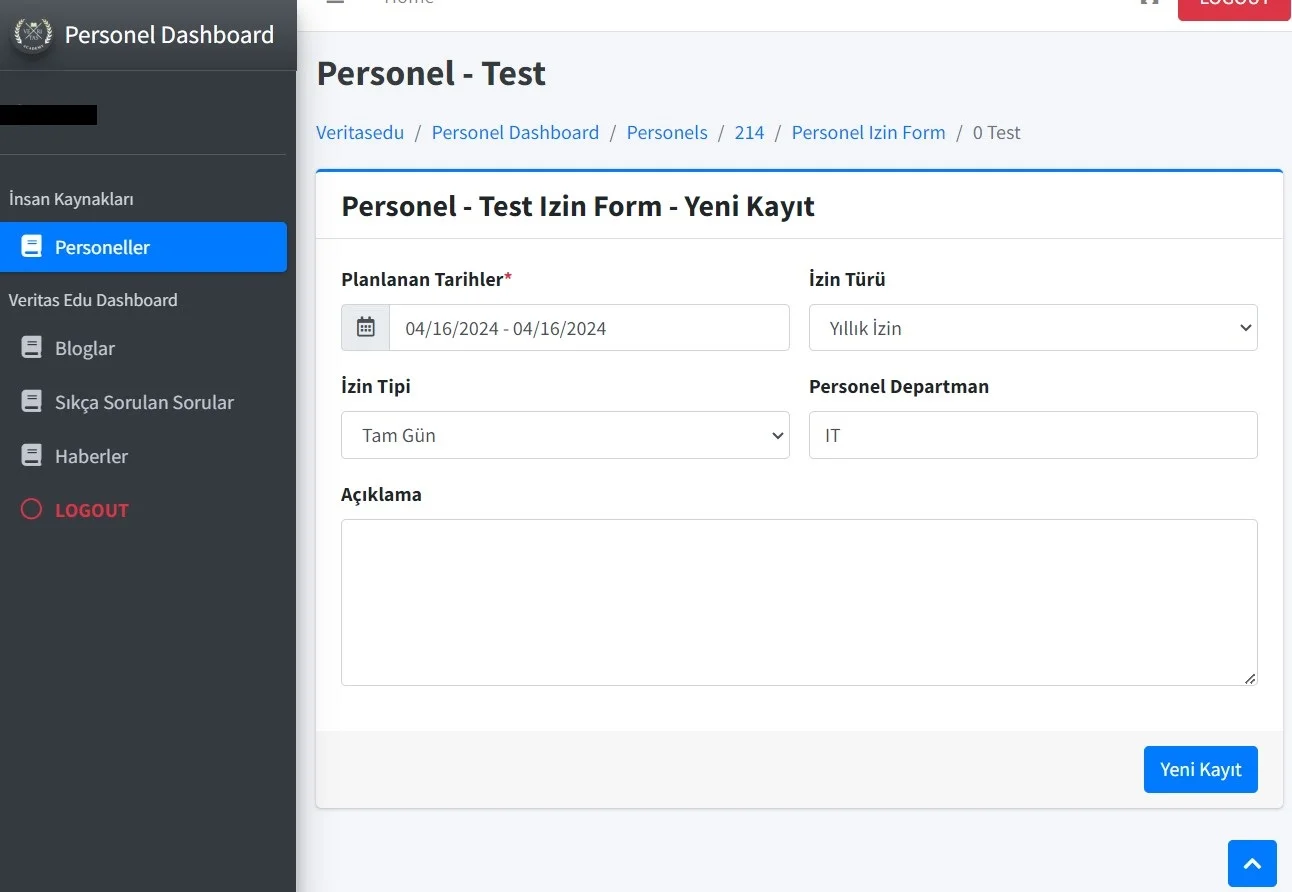 Home
LOGOUT
Personel Dashboard
İnsan Kaynakları
Personeller
Veritas Edu Dashboard
Bloglar
Sıkça Sorulan Sorular
Haberler
LOGOUT
Personel - Test
Veritasedu / Personel Dashboard / Personels / 214 / Personel Izin Form / 0 Test
Personel - Test Izin Form - Yeni Kayıt
Planlanan Tarihler*
04/16/2024 - 04/16/2024
İzin Türü
Yıllık İzin
İzin Tipi
Tam Gün
Personel Departman
IT
Açıklama
Yeni Kayıt